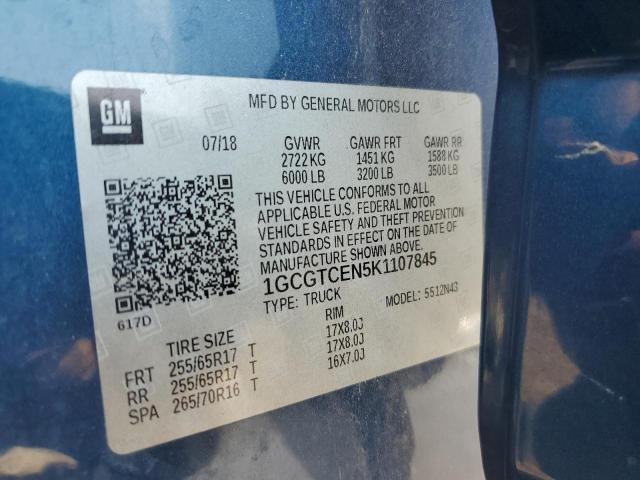 GM
MFD BY GENERAL MOTORS LLC
07/18 GVWR GAWR FRT GAWR RR
2722 KG 1451 KG 1588 KG
6000 LB 3200 LB 3500 LB
THIS VEHICLE CONFORMS TO ALL
APPLICABLE U.S. FEDERAL MOTOR
VEHICLE SAFETY AND THEFT PREVENTION
STANDARDS IN EFFECT ON THE DATE OF
MANUFACTURE SHOWN ABOVE.
1GCGTCEN5K1107845
TYPE: TRUCK MODEL: 5512N43
617D
TIRE SIZE RIM
FRT 255/65R17 T 17X8.0J
RR 255/65R17 T 17X8.0J
SPA 265/70R16 T 16X7.0J